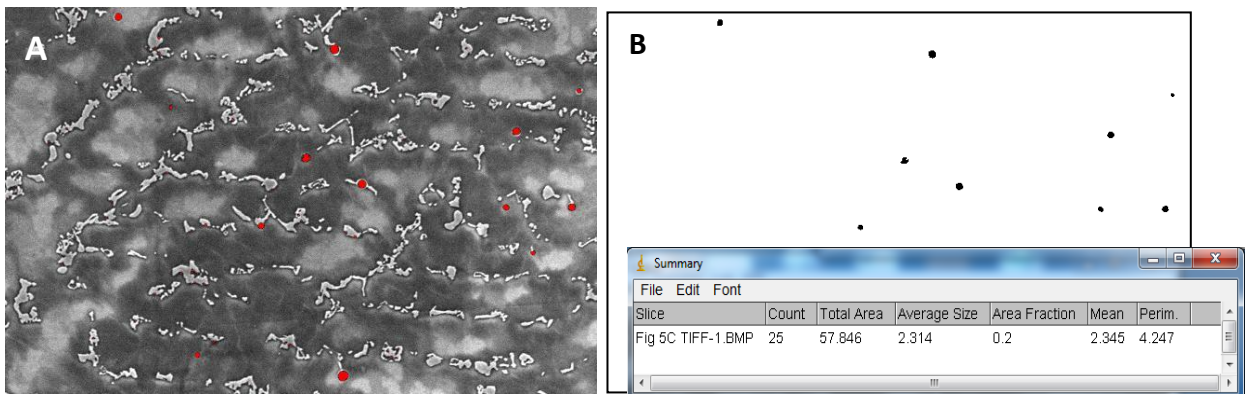 A
B
Summary
File Edit Font
Slice Count Total Area Average Size Area Fraction Mean Perim.
Fig 5C TIFF-1.BMP 25 57.846 2.314 0.2 2.345 4.247